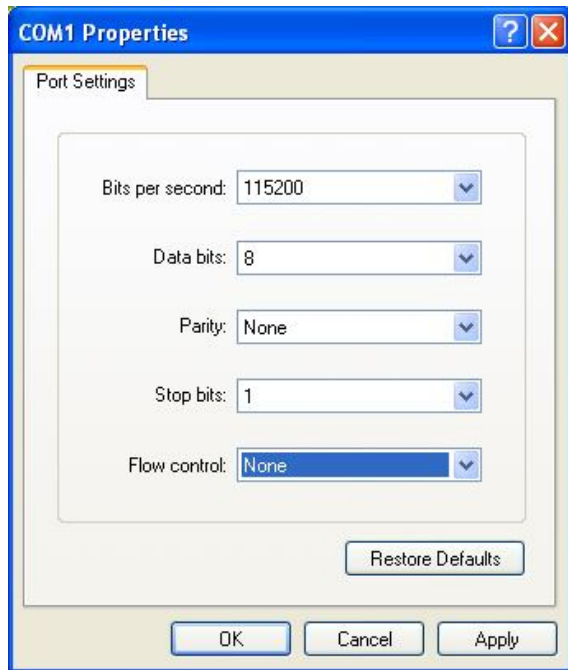 COM1 Properties
Port Settings
Bits per second: 115200
Data bits: 8
Parity: None
Stop bits: 1
Flow control: None
Restore Defaults
OK Cancel Apply